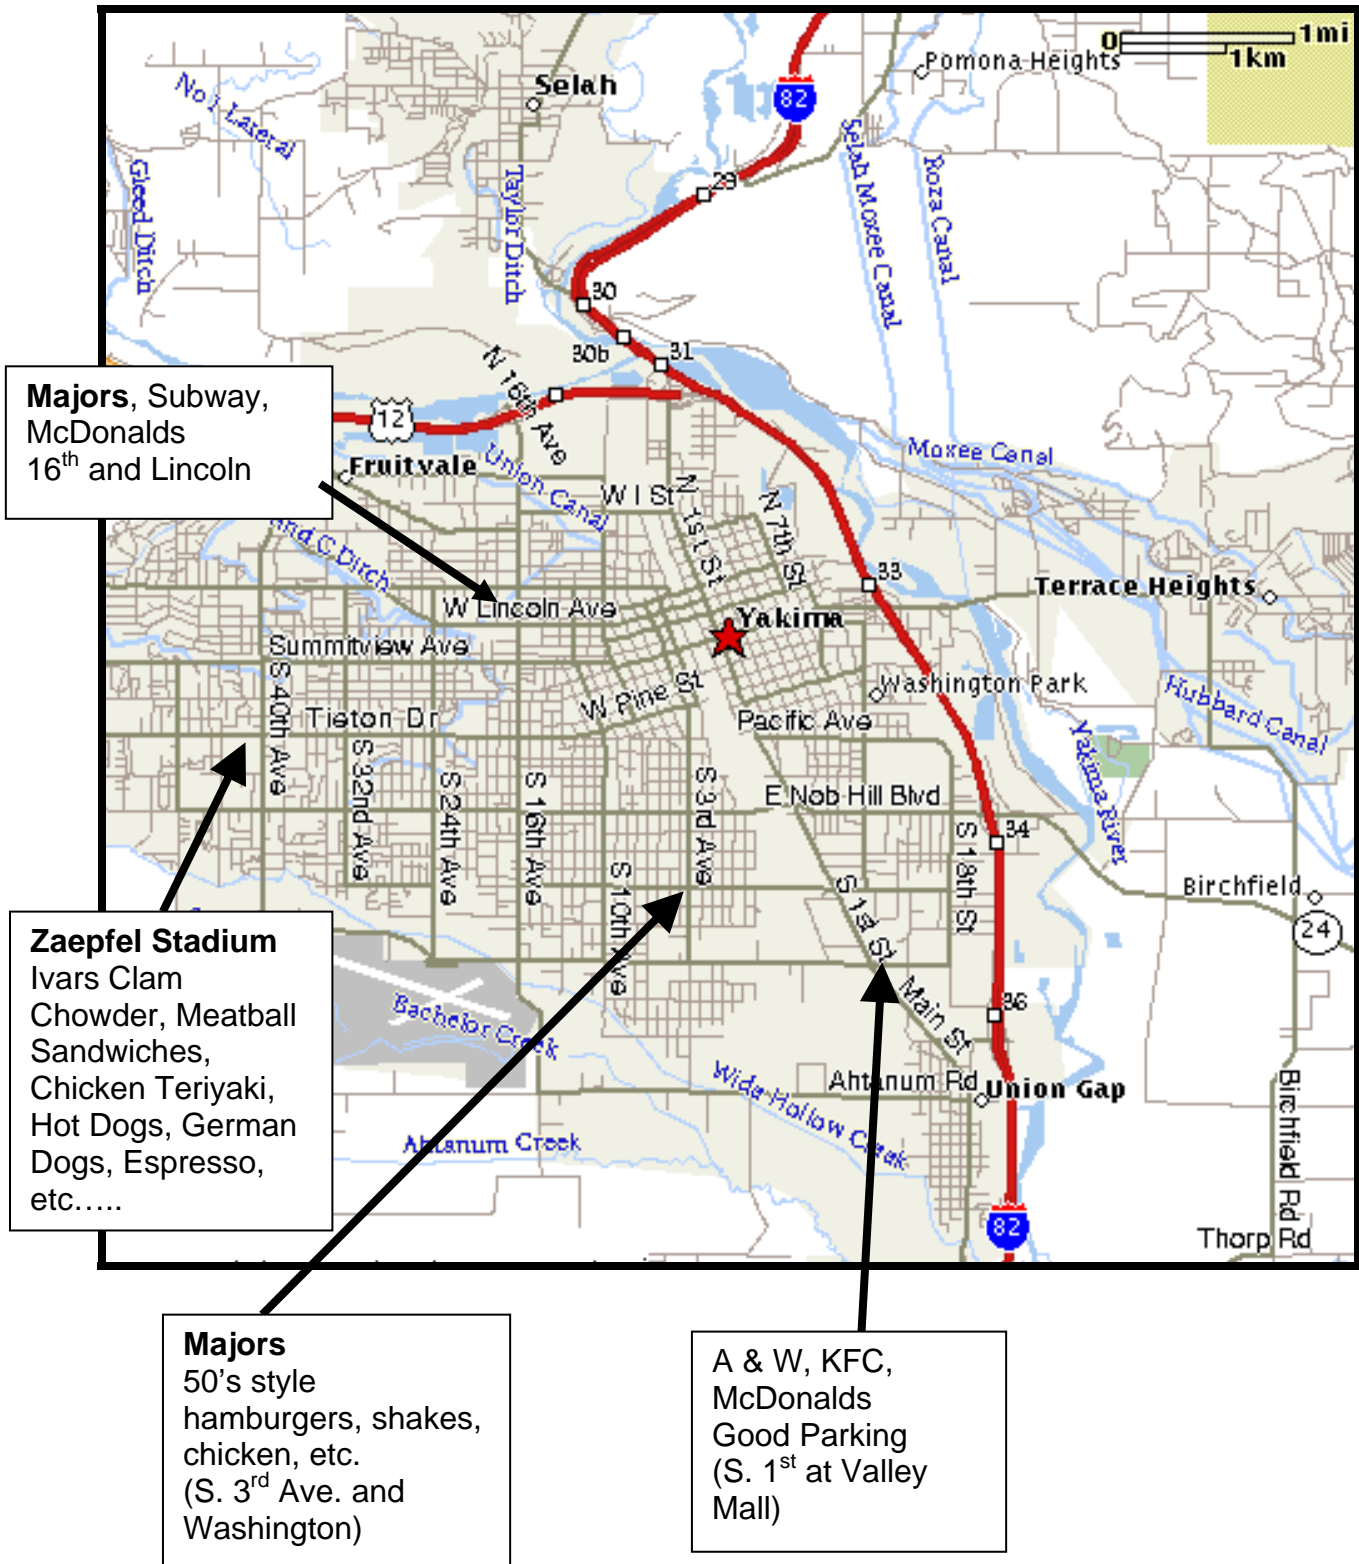 0
1mi
1km
Pomona Heights
Selah
82
No 1 Lateral
Gleed Ditch
Taylor Ditch
Selah Moxee Canal
Roza Canal
29
30
30b
31
N 16th Ave
12
Majors, Subway,
McDonalds
16th and Lincoln
Fruitvale
Union Canal
W I St
N 1st St
N 7th St
Moxee Canal
33
Terrace Heights
and C Ditch
W Lincoln Ave
Yakima
Summitview Ave
S 40th Ave
W Pine St
Washington Park
Hubbard Canal
Tieton Dr
Pacific Ave
Yakima River
S 32nd Ave
S 24th Ave
S 16th Ave
S 3rd Ave
E Nob Hill Blvd
34
S 18th St
S 10th Ave
S 1st St
Birchfield
24
Zaepfel Stadium
Ivars Clam
Chowder, Meatball
Sandwiches,
Chicken Teriyaki,
Hot Dogs, German
Dogs, Espresso,
etc…..
Bachelor Creek
Main St
36
Wide Hollow Creek
Ahtanum Rd
Union Gap
Ahtanum Creek
Birchfield Rd
Rd
82
Thorp Rd
Majors
50's style
hamburgers, shakes,
chicken, etc.
(S. 3rd Ave. and
Washington)
A & W, KFC,
McDonalds
Good Parking
(S. 1st at Valley
Mall)